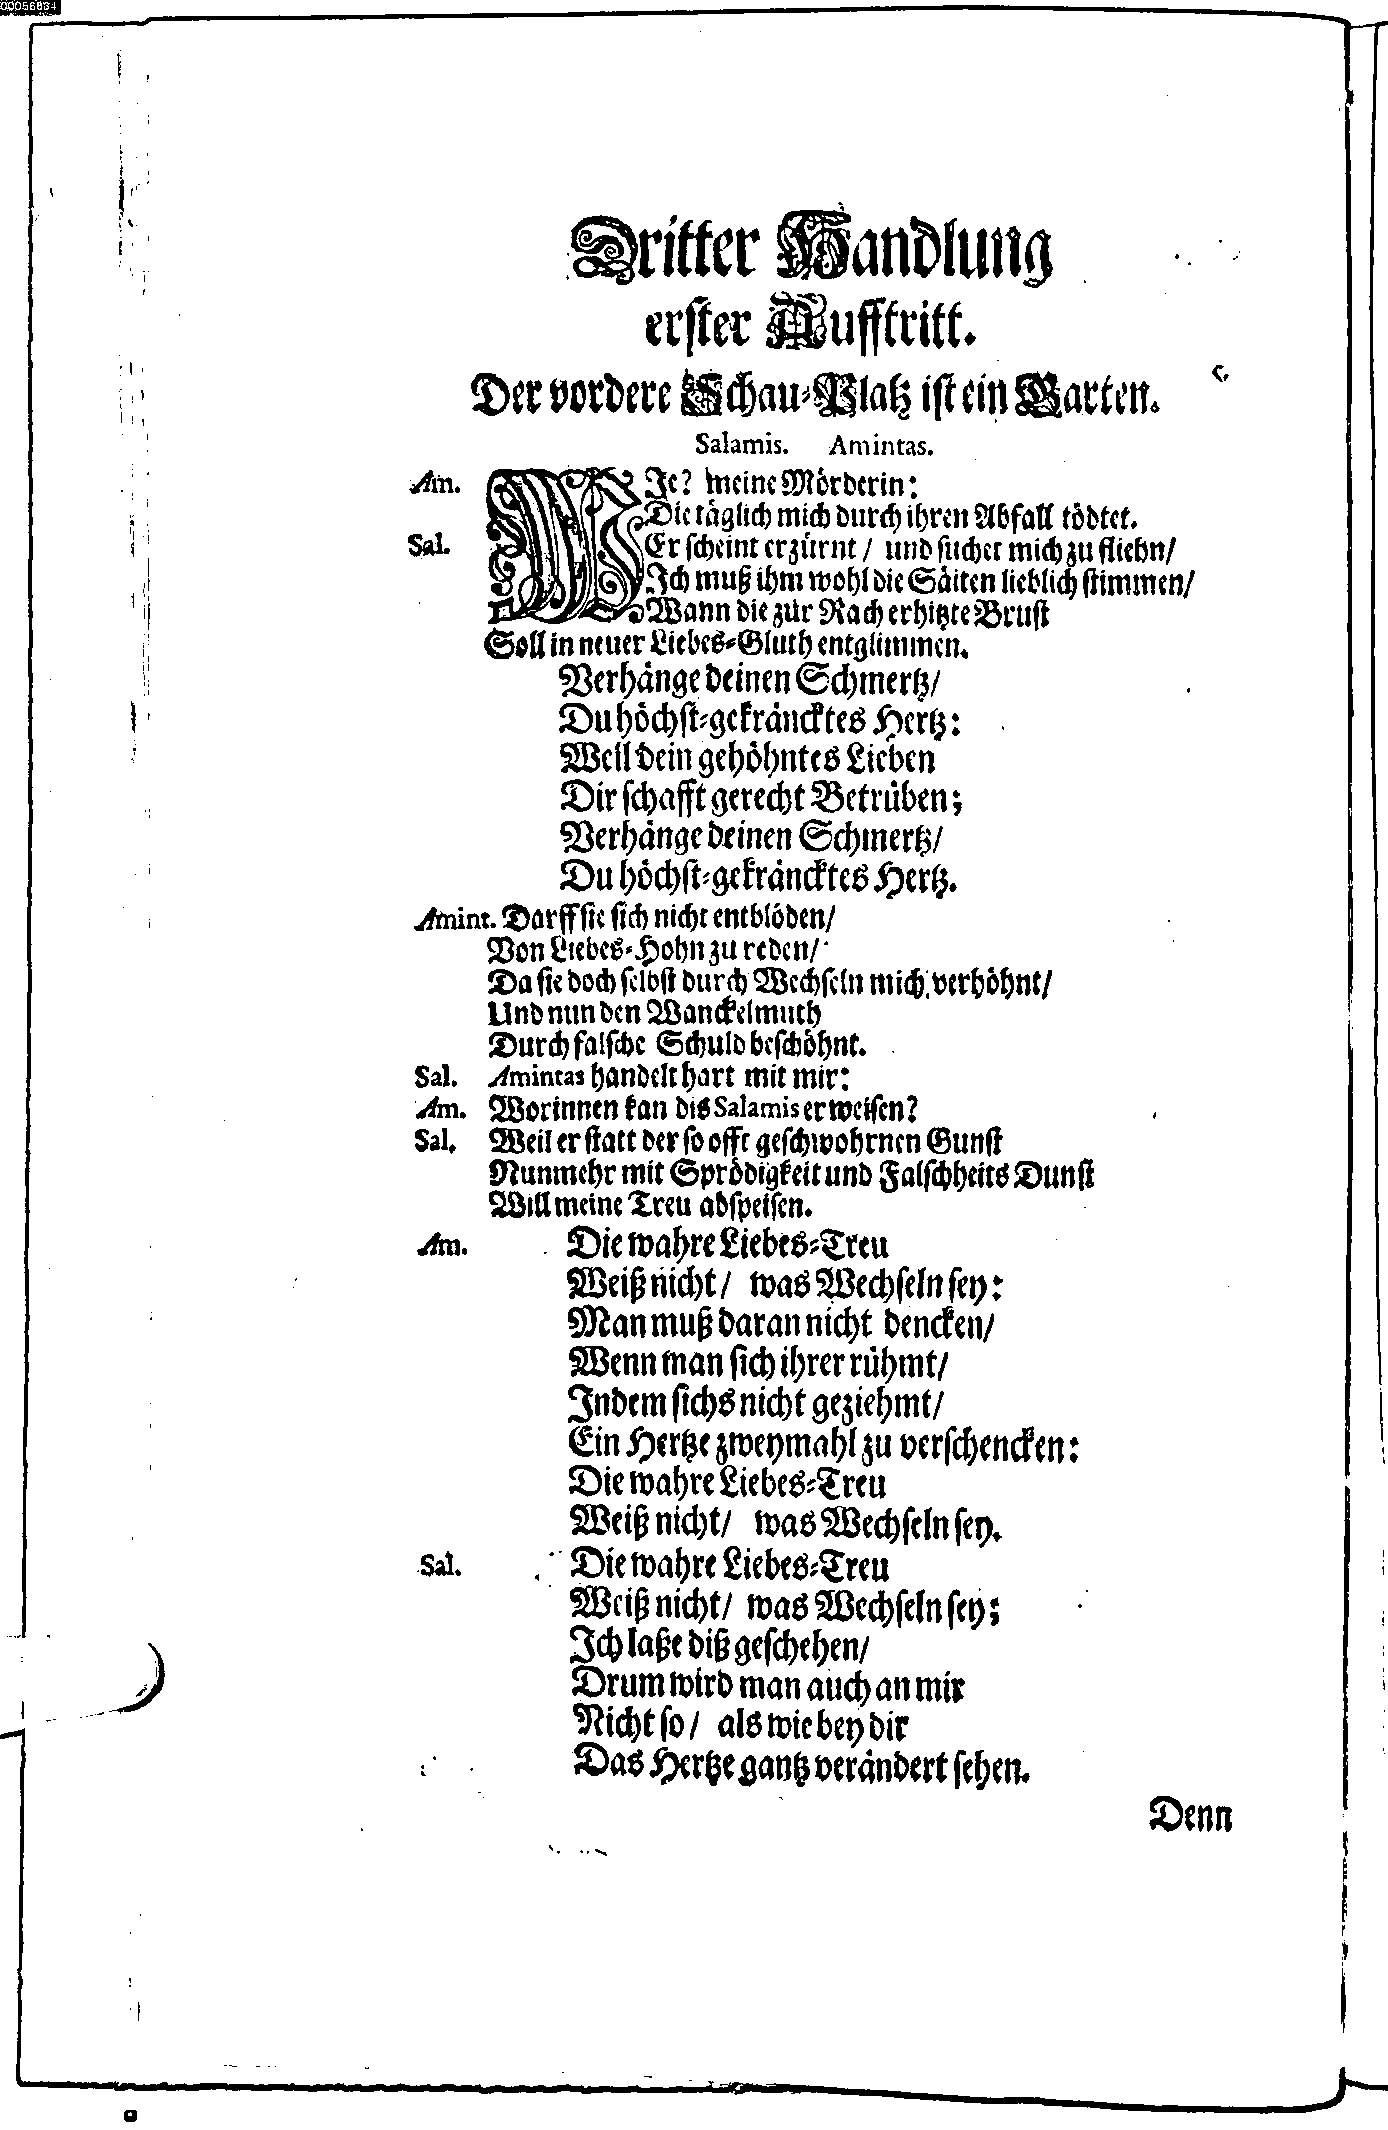 00056834
Dritter Handlung
erster Aufftritt.
Der vordere Schau-Platz ist ein Garten.
Salamis. Amintas.
Am. WIe? meine Mörderin:
Die täglich mich durch ihren Abfall tödtet.
Sal. Er scheint erzürnt / und suchet mich zu fliehn/
Ich muß ihm wohl die Säiten lieblich stimmen/
Wann die zur Rach erhitzte Brust
Soll in neuer Liebes-Gluth entglimmen.
Verhänge deinen Schmertz/
Du höchst-gekräncktes Hertz:
Weil dein gehöhntes Lieben
Dir schafft gerecht Betrüben;
Verhänge deinen Schmertz/
Du höchst-gekräncktes Hertz.
Amint. Darff sie sich nicht entblöden/
Von Liebes-Hohn zu reden/
Da sie doch selbst durch Wechseln mich verhöhnt/
Und nun den Wanckelmuth
Durch falsche Schuld beschöhnt.
Sal. Amintas handelt hart mit mir:
Am. Worinnen kan dis Salamis erweisen?
Sal. Weil er statt der so offt geschwohrnen Gunst
Nunmehr mit Sprödigkeit und Falschheits Dunst
Will meine Treu abspeisen.
Am. Die wahre Liebes-Treu
Weiß nicht / was Wechseln sey:
Man muß daran nicht dencken/
Wenn man sich ihrer rühmt/
Indem sichs nicht geziehmt/
Ein Hertze zweymahl zu verschencken:
Die wahre Liebes-Treu
Weiß nicht / was Wechseln sey.
Sal. Die wahre Liebes-Treu
Weiß nicht / was Wechseln sey;
Ich laße diß geschehen/
Drum wird man auch an mir
Nicht so / als wie bey dir
Das Hertze gantz verändert sehen.
Denn